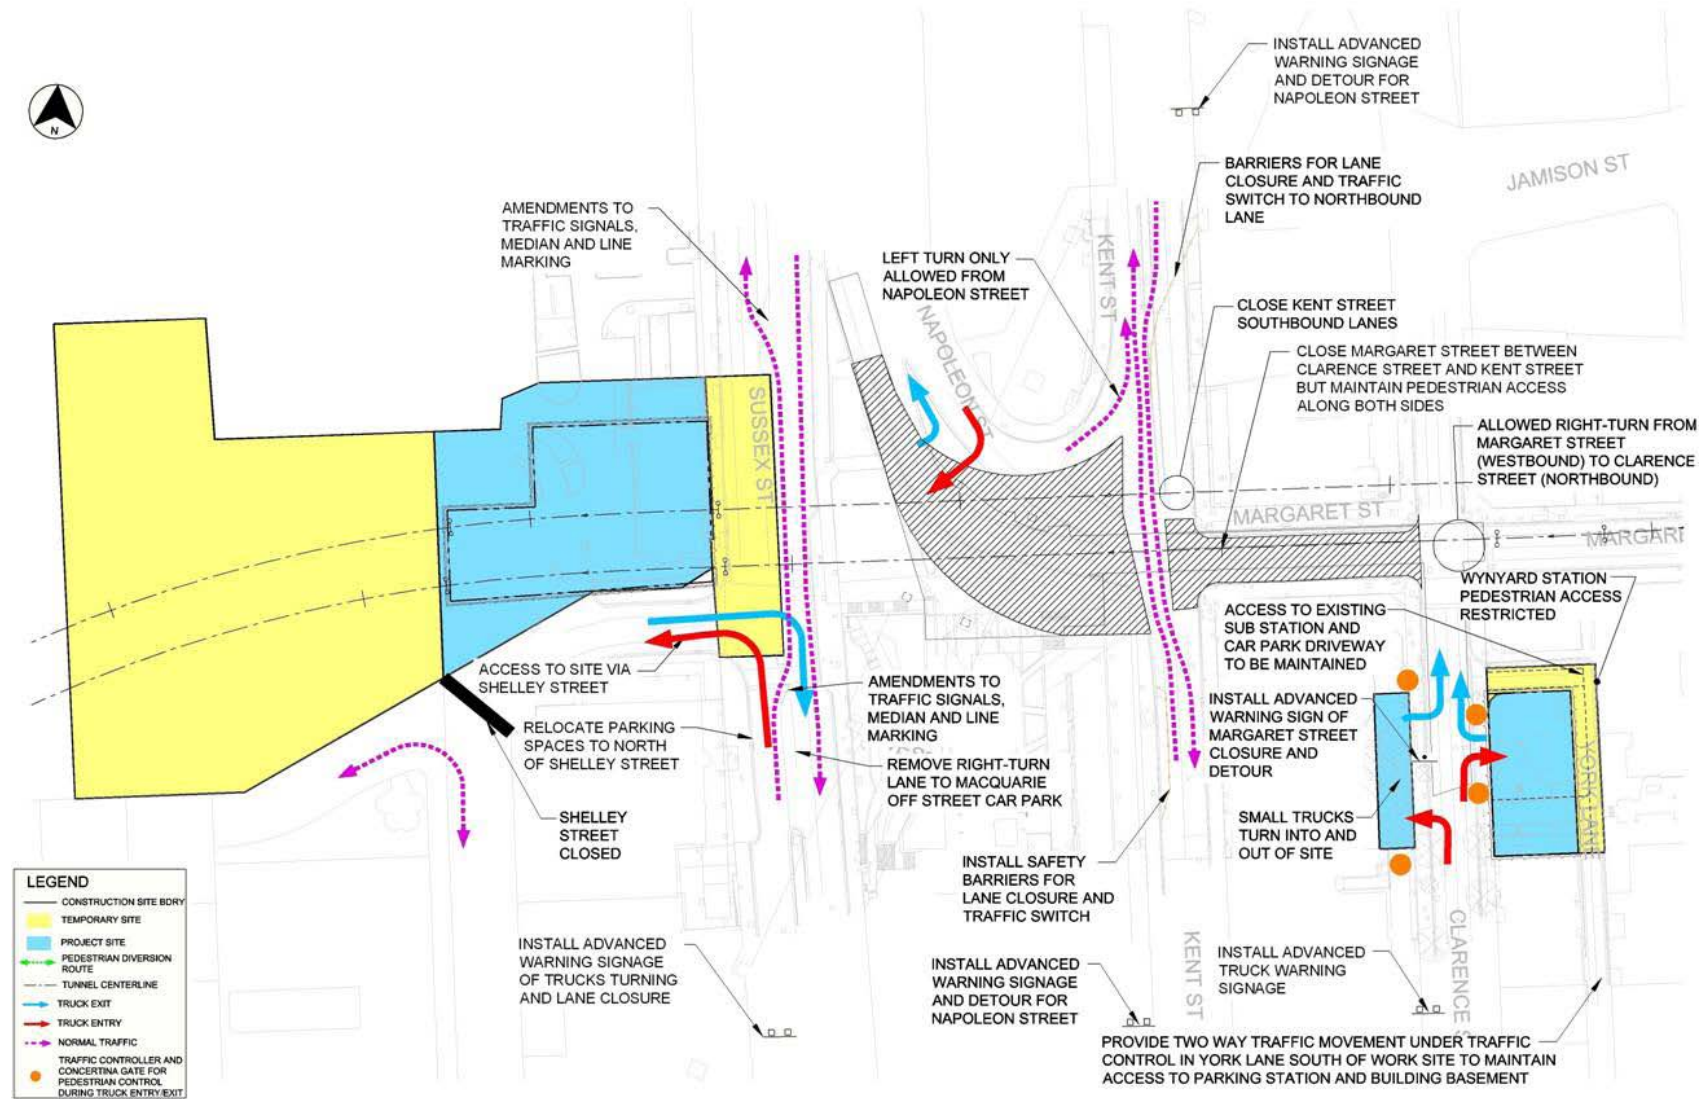 INSTALL ADVANCED
WARNING SIGNAGE
AND DETOUR FOR
NAPOLEON STREET
N
BARRIERS FOR LANE
CLOSURE AND TRAFFIC
SWITCH TO NORTHBOUND
LANE
JAMISON ST
AMENDMENTS TO
TRAFFIC SIGNALS,
MEDIAN AND LINE
MARKING
LEFT TURN ONLY
ALLOWED FROM
NAPOLEON STREET
KENT ST
NAPOLEON ST
CLOSE KENT STREET
SOUTHBOUND LANES
CLOSE MARGARET STREET BETWEEN
CLARENCE STREET AND KENT STREET
BUT MAINTAIN PEDESTRIAN ACCESS
ALONG BOTH SIDES
SUSSEX ST
ALLOWED RIGHT-TURN FROM
MARGARET STREET
(WESTBOUND) TO CLARENCE
STREET (NORTHBOUND)
MARGARET ST
MARGARE
WYNYARD STATION
PEDESTRIAN ACCESS
RESTRICTED
ACCESS TO EXISTING
SUB STATION AND
CAR PARK DRIVEWAY
TO BE MAINTAINED
ACCESS TO SITE VIA
SHELLEY STREET
AMENDMENTS TO
TRAFFIC SIGNALS,
MEDIAN AND LINE
MARKING
INSTALL ADVANCED
WARNING SIGN OF
MARGARET STREET
CLOSURE AND
DETOUR
RELOCATE PARKING
SPACES TO NORTH
OF SHELLEY STREET
REMOVE RIGHT-TURN
LANE TO MACQUARIE
OFF STREET CAR PARK
YORK LANE
SHELLEY
STREET
CLOSED
SMALL TRUCKS
TURN INTO AND
OUT OF SITE
INSTALL SAFETY
BARRIERS FOR
LANE CLOSURE AND
TRAFFIC SWITCH
LEGEND
CONSTRUCTION SITE BDRY
TEMPORARY SITE
PROJECT SITE
PEDESTRIAN DIVERSION
ROUTE
TUNNEL CENTERLINE
TRUCK EXIT
TRUCK ENTRY
NORMAL TRAFFIC
TRAFFIC CONTROLLER AND
CONCERTINA GATE FOR
PEDESTRIAN CONTROL
DURING TRUCK ENTRY/EXIT
INSTALL ADVANCED
WARNING SIGNAGE
OF TRUCKS TURNING
AND LANE CLOSURE
INSTALL ADVANCED
WARNING SIGNAGE
AND DETOUR FOR
NAPOLEON STREET
KENT ST
INSTALL ADVANCED
TRUCK WARNING
SIGNAGE
CLARENCE S
PROVIDE TWO WAY TRAFFIC MOVEMENT UNDER TRAFFIC
CONTROL IN YORK LANE SOUTH OF WORK SITE TO MAINTAIN
ACCESS TO PARKING STATION AND BUILDING BASEMENT